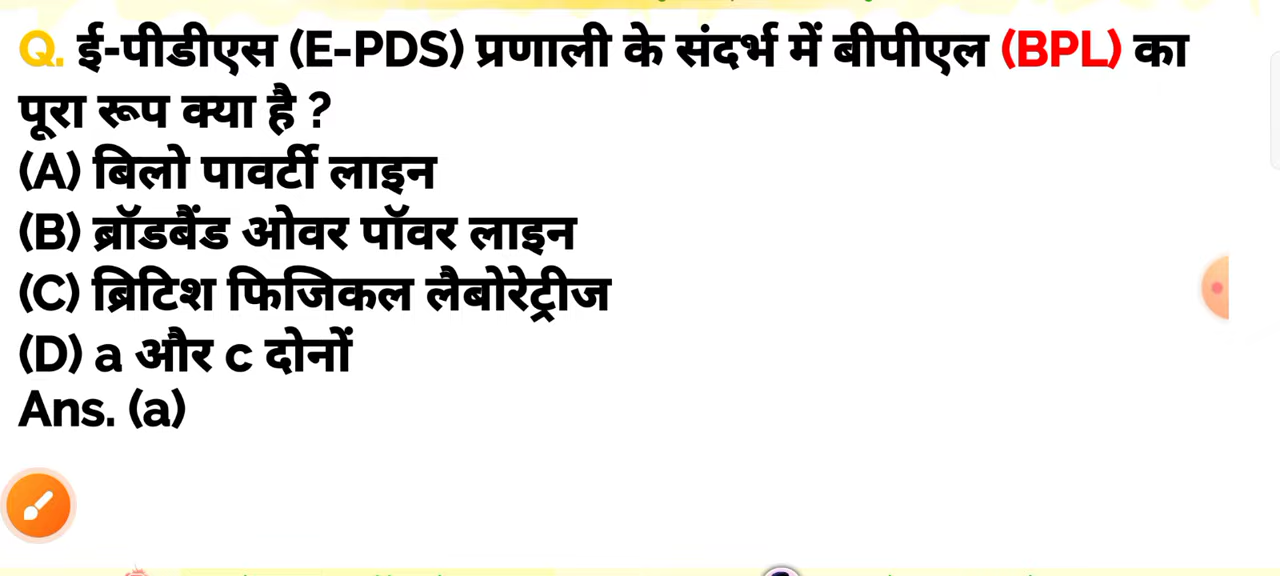 Q. ई-पीडीएस (E-PDS) प्रणाली के संदर्भ में बीपीएल (BPL) का
पूरा रूप क्या है ?
(A) बिलो पावर्टी लाइन
(B) ब्रॉडबैंड ओवर पॉवर लाइन
(C) ब्रिटिश फिजिकल लैबोरेट्रीज
(D) a और c दोनों
Ans. (a)